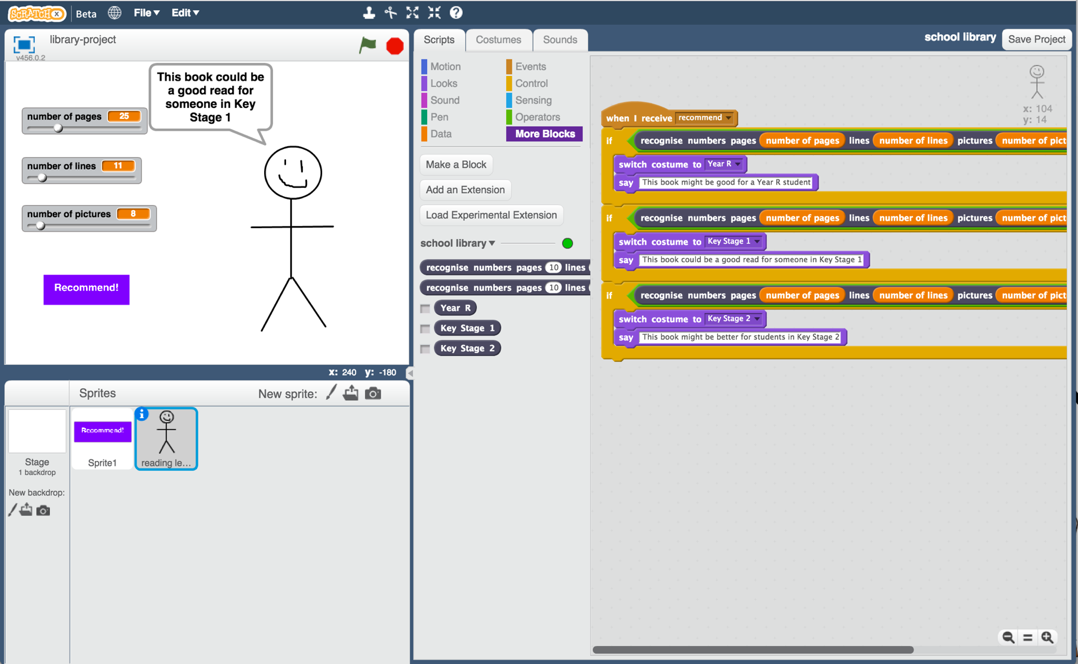 SCRATCH X Beta File▼ Edit▼
library-project
v456.0.2
This book could be
a good read for
someone in Key
Stage 1
number of pages 25
number of lines 11
number of pictures 8
Recommend!
x: 240 y: -180
Sprites New sprite:
Stage
1 backdrop
New backdrop:
Recommend!
Sprite1
reading le...
Scripts Costumes Sounds
school library Save Project
Motion Events
Looks Control
Sound Sensing
Pen Operators
Data More Blocks
Make a Block
Add an Extension
Load Experimental Extension
school library▼
recognise numbers pages 10 lines
recognise numbers pages 10 lines
Year R
Key Stage 1
Key Stage 2
x: 104
y: 14
when I receive recommend
if recognise numbers pages number of pages lines number of lines pictures number of pict
switch costume to Year R
say This book might be good for a Year R student
if recognise numbers pages number of pages lines number of lines pictures number of pict
switch costume to Key Stage 1
say This book could be a good read for someone in Key Stage 1
if recognise numbers pages number of pages lines number of lines pictures number of pict
switch costume to Key Stage 2
say This book might be better for students in Key Stage 2